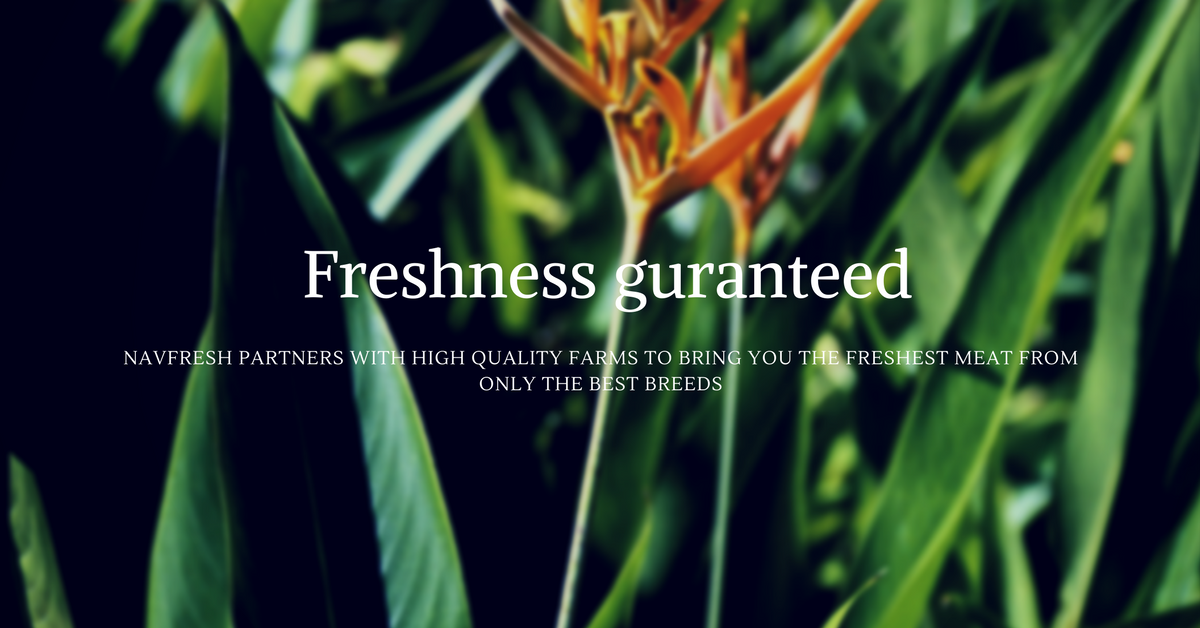 Freshness guranteed
NAVFRESH PARTNERS WITH HIGH QUALITY FARMS TO BRING YOU THE FRESHEST MEAT FROM
ONLY THE BEST BREEDS